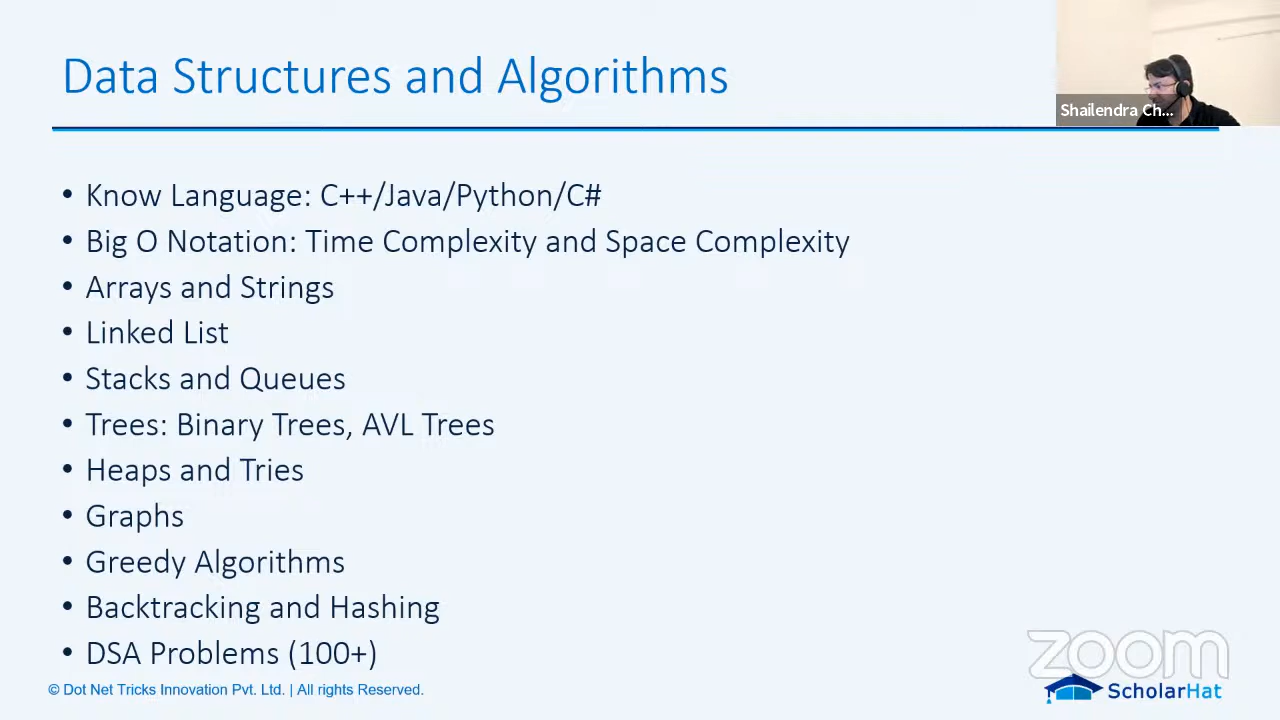 Data Structures and Algorithms
Shailendra Ch...
• Know Language: C++/Java/Python/C#
• Big O Notation: Time Complexity and Space Complexity
• Arrays and Strings
• Linked List
• Stacks and Queues
• Trees: Binary Trees, AVL Trees
• Heaps and Tries
• Graphs
• Greedy Algorithms
• Backtracking and Hashing
• DSA Problems (100+)
zoom
© Dot Net Tricks Innovation Pvt. Ltd. | All rights Reserved.
ScholarHat